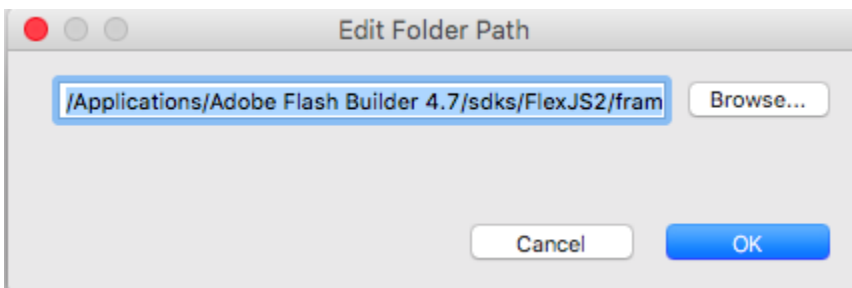 Edit Folder Path
/Applications/Adobe Flash Builder 4.7/sdks/FlexJS2/fram
Browse...
Cancel
OK